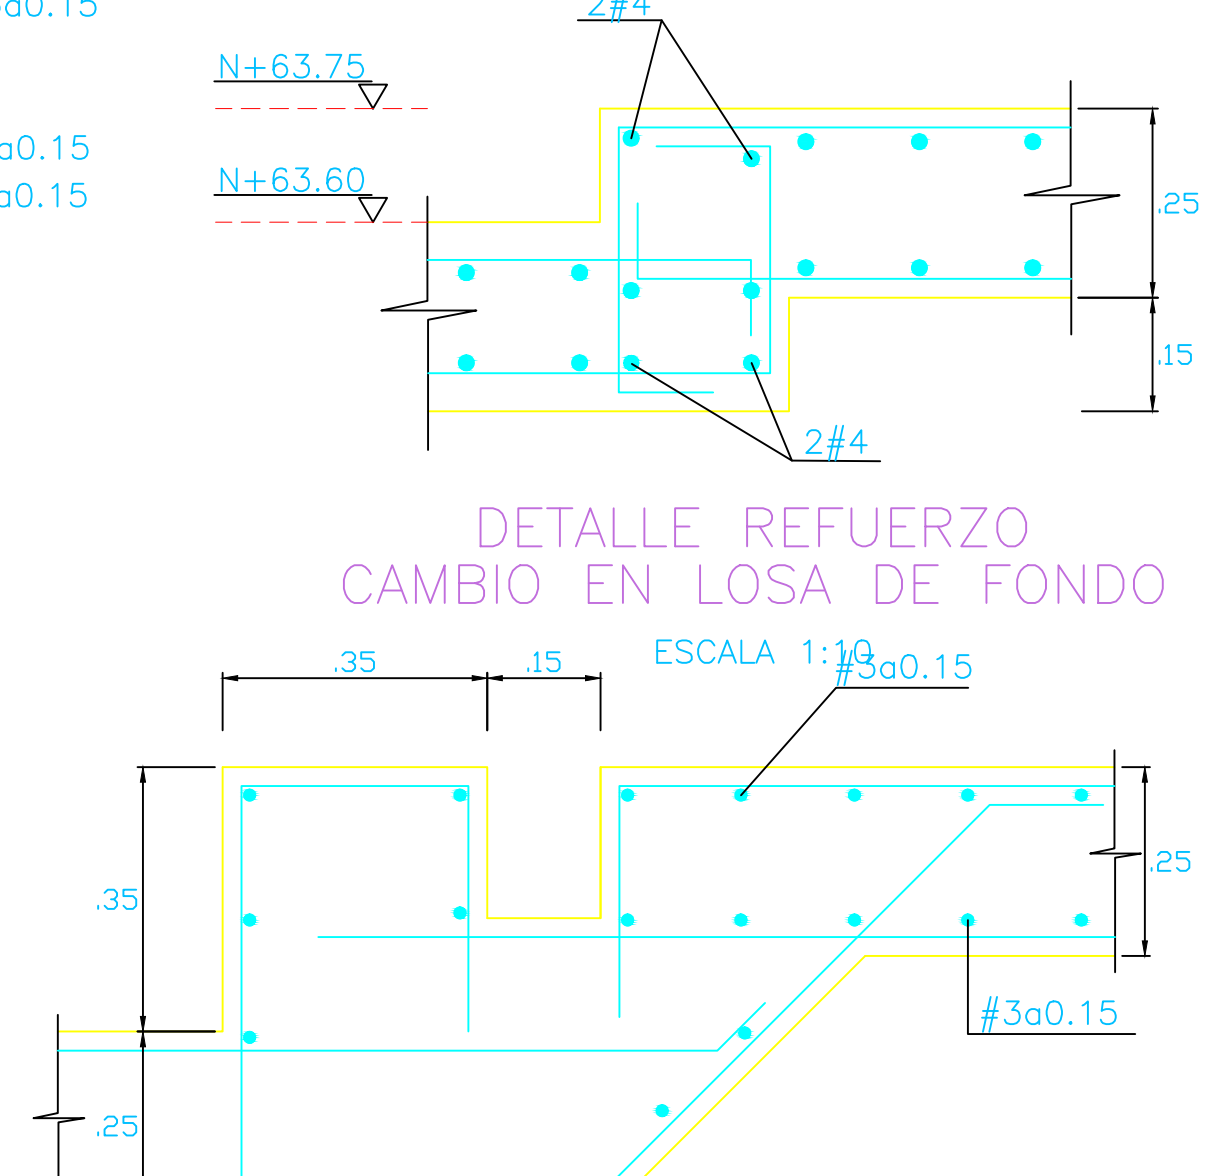 a0.15
2#4
N+63.75
a0.15
N+63.60
a0.15
.25
.15
2#4
DETALLE REFUERZO
CAMBIO EN LOSA DE FONDO
ESCALA 1:10
.35
.15
#3a0.15
.35
.25
#3a0.15
.25